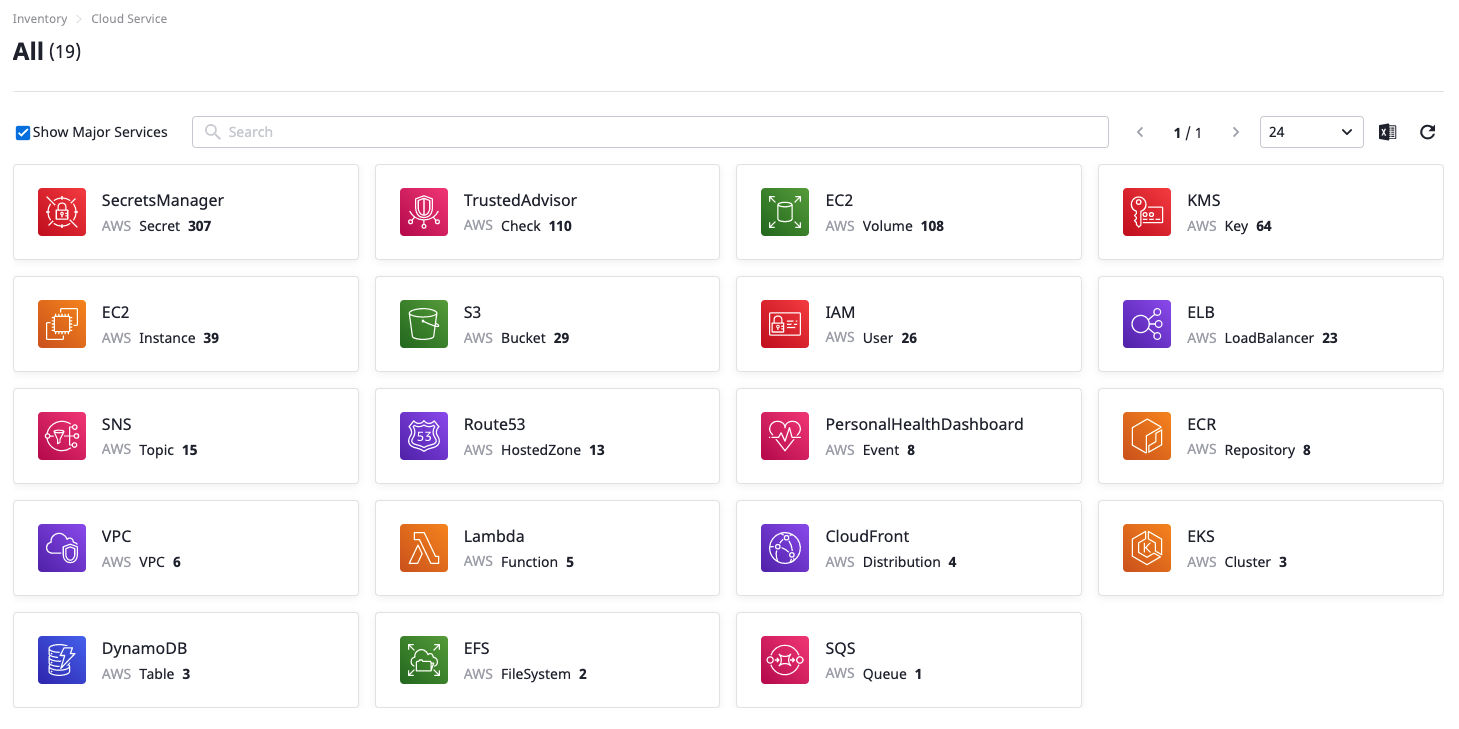 Inventory > Cloud Service
All (19)
Show Major Services
Search
1 / 1
24
SecretsManager
AWS Secret 307
TrustedAdvisor
AWS Check 110
EC2
AWS Volume 108
KMS
AWS Key 64
EC2
AWS Instance 39
S3
AWS Bucket 29
IAM
AWS User 26
ELB
AWS LoadBalancer 23
SNS
AWS Topic 15
53
Route53
AWS HostedZone 13
PersonalHealthDashboard
AWS Event 8
ECR
AWS Repository 8
VPC
AWS VPC 6
Lambda
AWS Function 5
CloudFront
AWS Distribution 4
K
EKS
AWS Cluster 3
DynamoDB
AWS Table 3
EFS
AWS FileSystem 2
SQS
AWS Queue 1